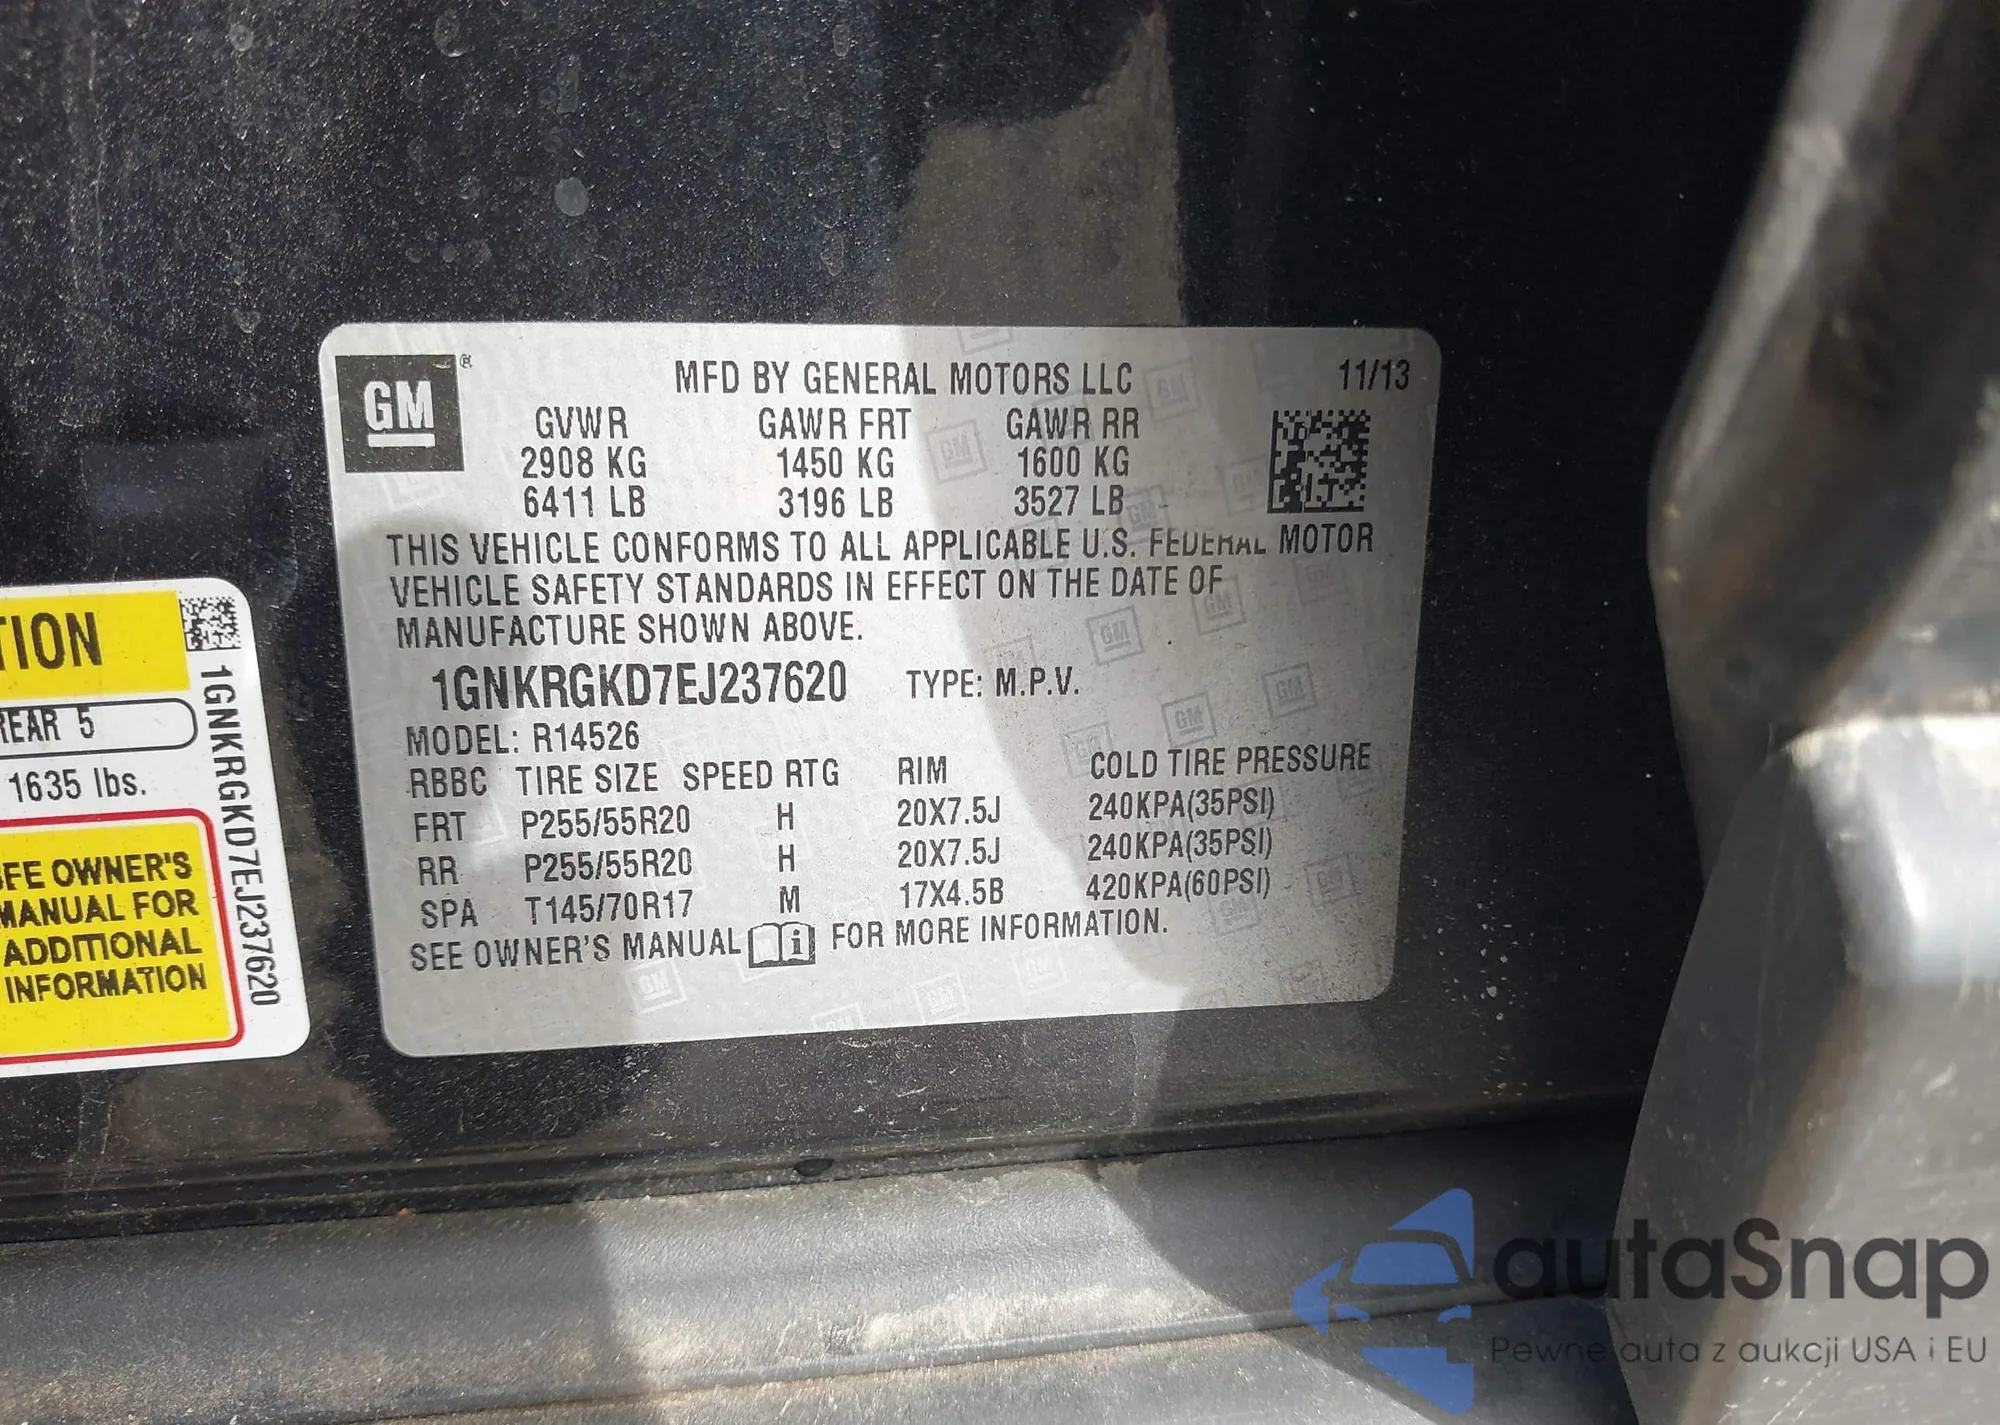 GM ®
MFD BY GENERAL MOTORS LLC 11/13
GVWR GAWR FRT GAWR RR
2908 KG 1450 KG 1600 KG
6411 LB 3196 LB 3527 LB
THIS VEHICLE CONFORMS TO ALL APPLICABLE U.S. FEDERAL MOTOR
VEHICLE SAFETY STANDARDS IN EFFECT ON THE DATE OF
MANUFACTURE SHOWN ABOVE.
1GNKRGKD7EJ237620 TYPE: M.P.V.
MODEL: R14526
RBBC TIRE SIZE SPEED RTG RIM COLD TIRE PRESSURE
FRT P255/55R20 H 20X7.5J 240KPA(35PSI)
RR P255/55R20 H 20X7.5J 240KPA(35PSI)
SPA T145/70R17 M 17X4.5B 420KPA(60PSI)
SEE OWNER'S MANUAL i FOR MORE INFORMATION.
TION
REAR 5
1635 lbs.
OWNER'S
MANUAL FOR
ADDITIONAL
INFORMATION
1GNKRGKD7EJ237620
autaSnap
Pewne auta z aukcji USA i EU